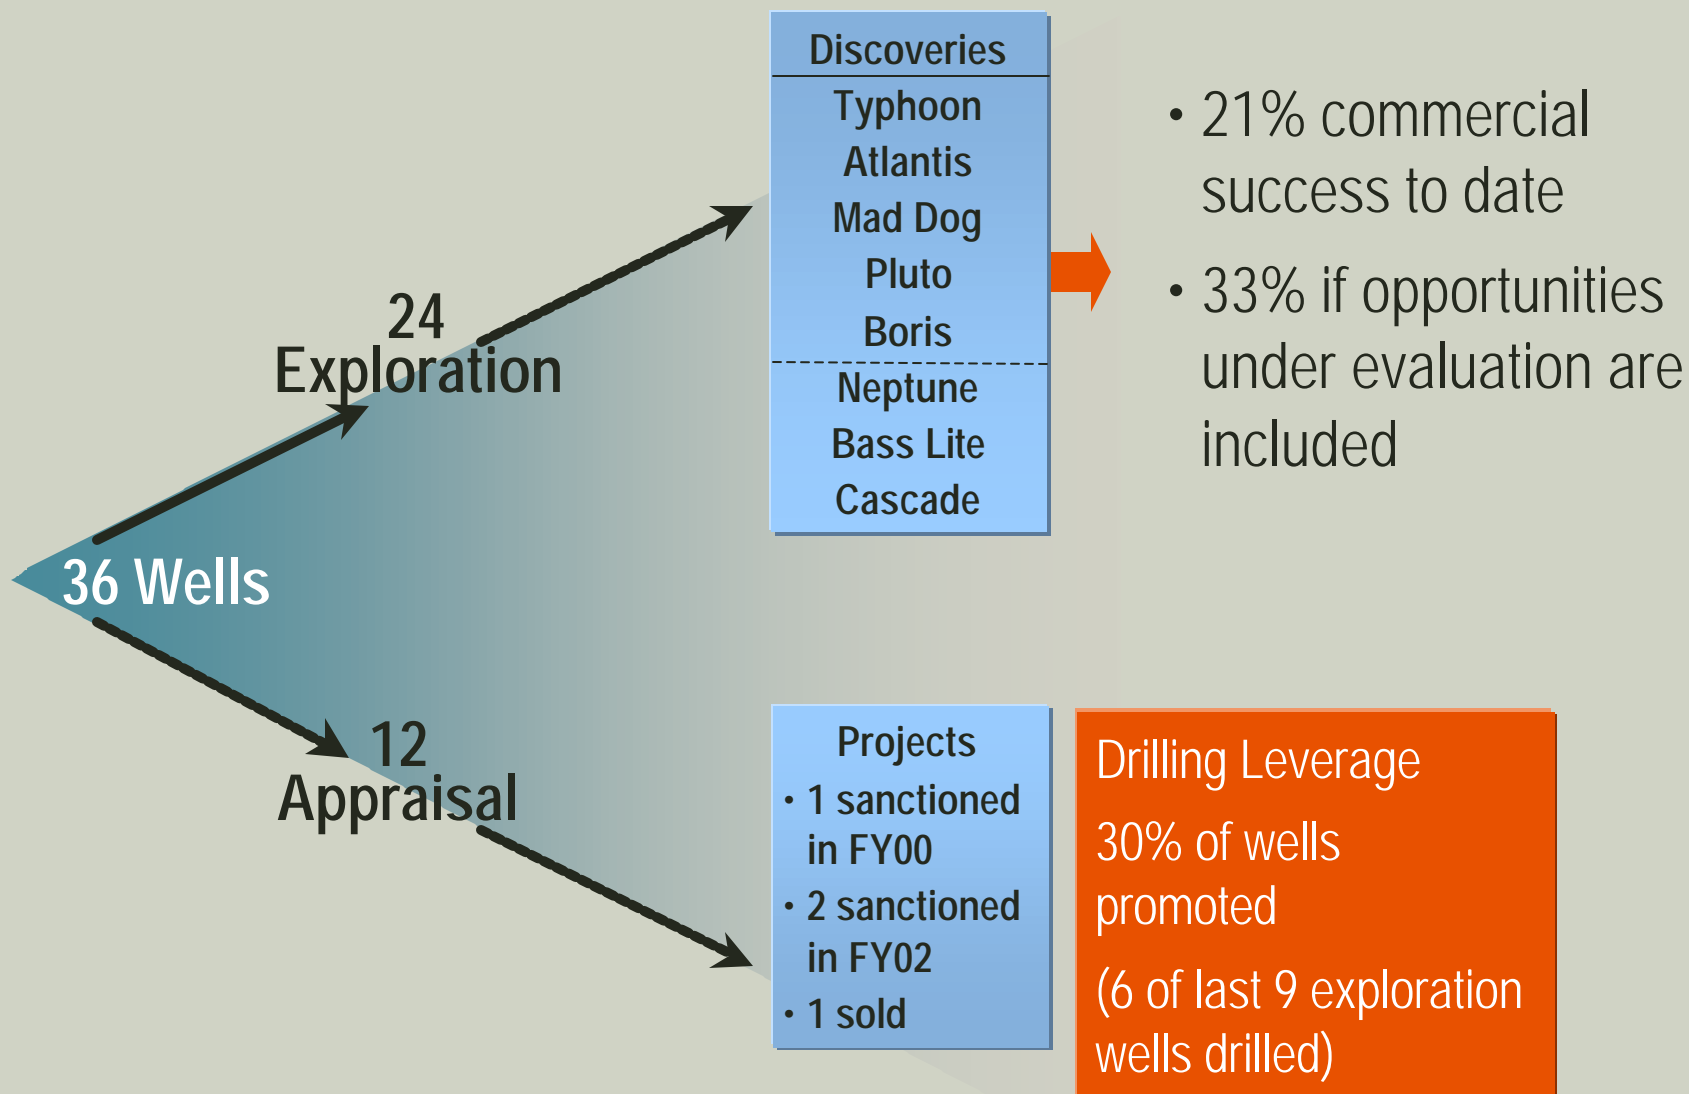 Discoveries
Typhoon
Atlantis
Mad Dog
Pluto
Boris
Neptune
Bass Lite
Cascade
• 21% commercial
success to date
• 33% if opportunities
under evaluation are
included
24
Exploration
36 Wells
12
Appraisal
Projects
• 1 sanctioned
in FY00
• 2 sanctioned
in FY02
• 1 sold
Drilling Leverage
30% of wells
promoted
(6 of last 9 exploration
wells drilled)